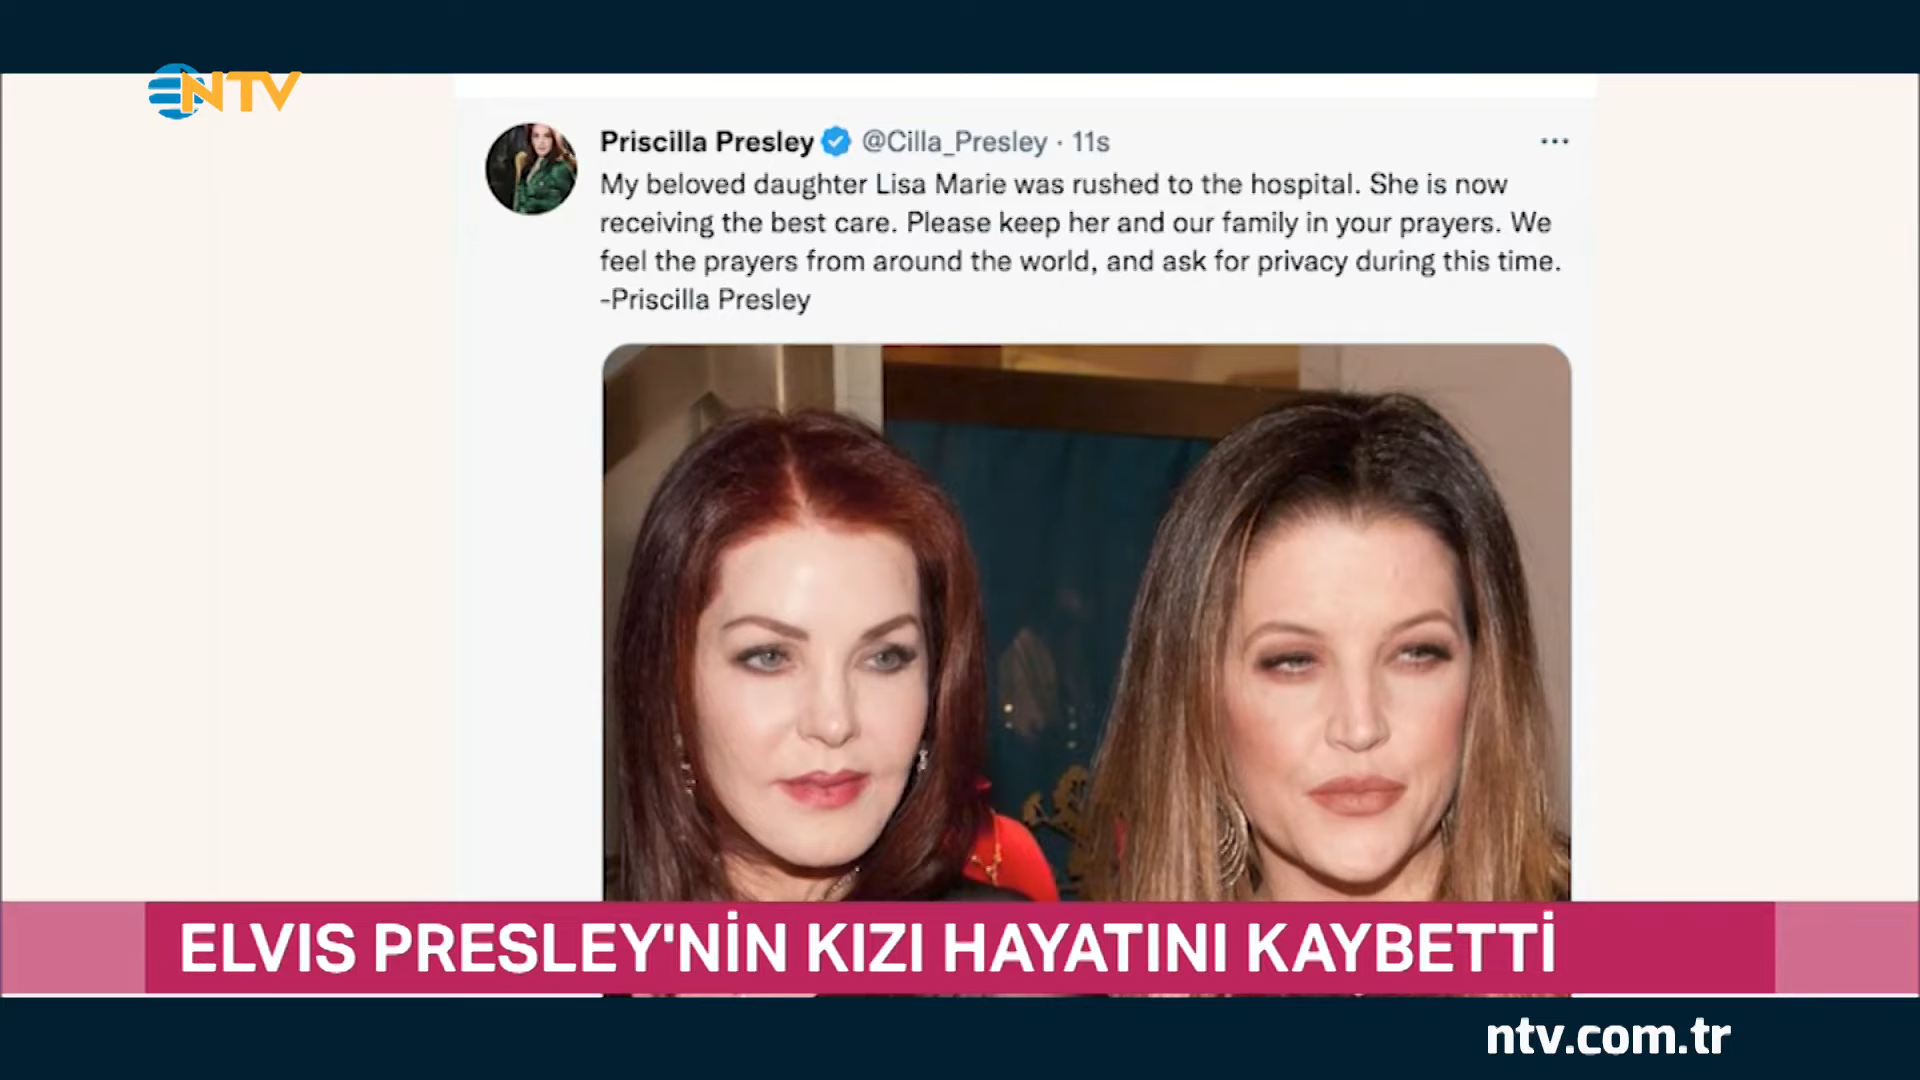 NTV
Priscilla Presley @Cilla_Presley · 11s
My beloved daughter Lisa Marie was rushed to the hospital. She is now
receiving the best care. Please keep her and our family in your prayers. We
feel the prayers from around the world, and ask for privacy during this time.
-Priscilla Presley
ELVIS PRESLEY'NİN KIZI HAYATINI KAYBETTİ
ntv.com.tr